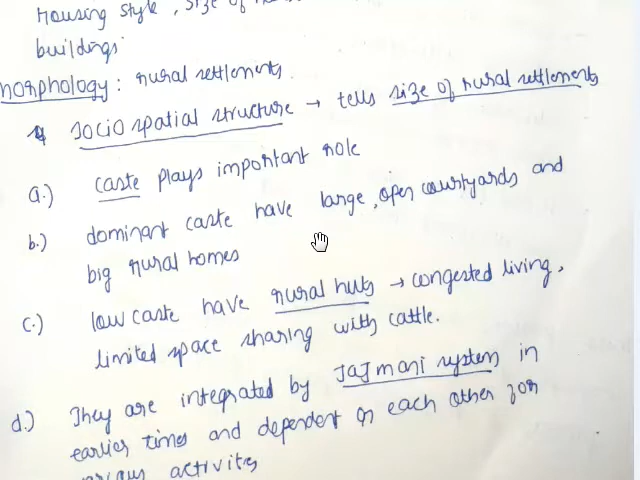 Housing style, size of
buildings
morphology: rural settlements
socio spatial structure → tells size of rural settlements
a.) caste plays important role
b.) dominant caste have large, open courtyards and
big rural homes
c.) low caste have rural huts → congested living,
limited space sharing with cattle.
d.) They are integrated by JaJmani system in
earlier times and dependent on each other for
activites